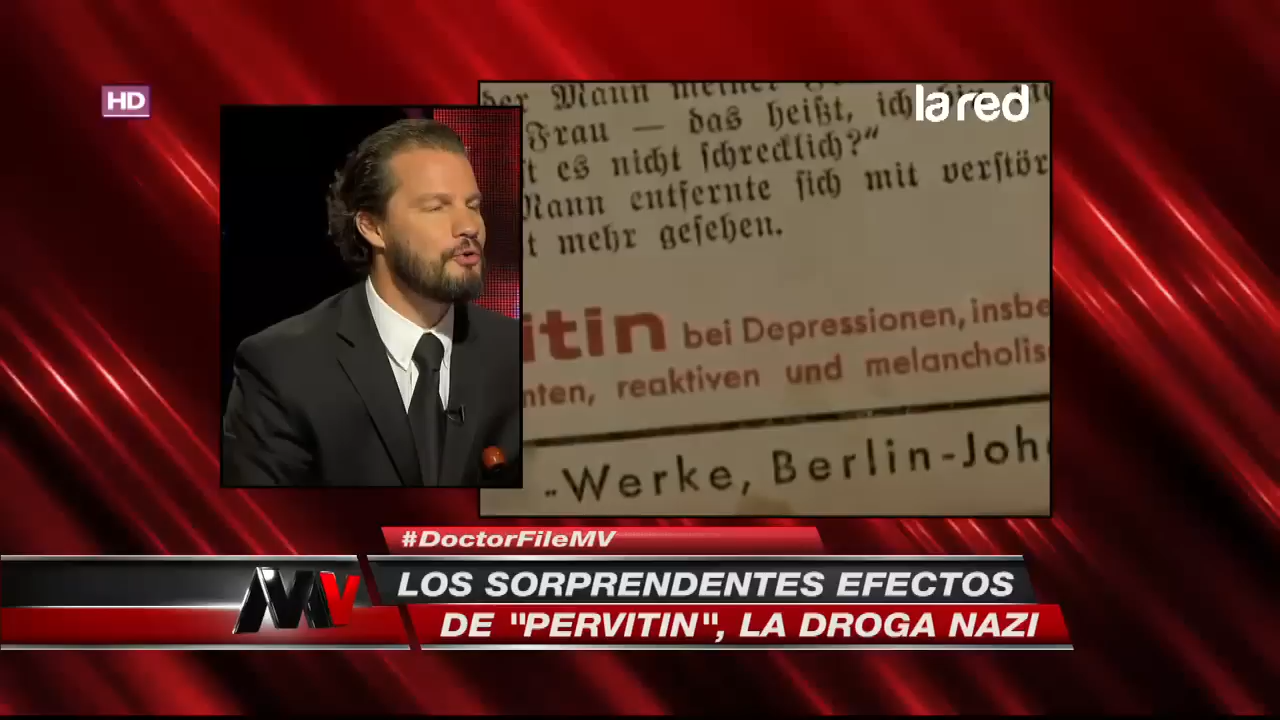 HD
la red
der Mann meiner
Frau — das heißt, ich bin
es nicht schrecklich?“
Mann entfernte sich mit verstör
mehr gesehen.
itin bei Depressionen, insbe
nten, reaktiven und melancholis
-Werke, Berlin-Joh
#DoctorFileMV
MV
LOS SORPRENDENTES EFECTOS
DE "PERVITIN", LA DROGA NAZI